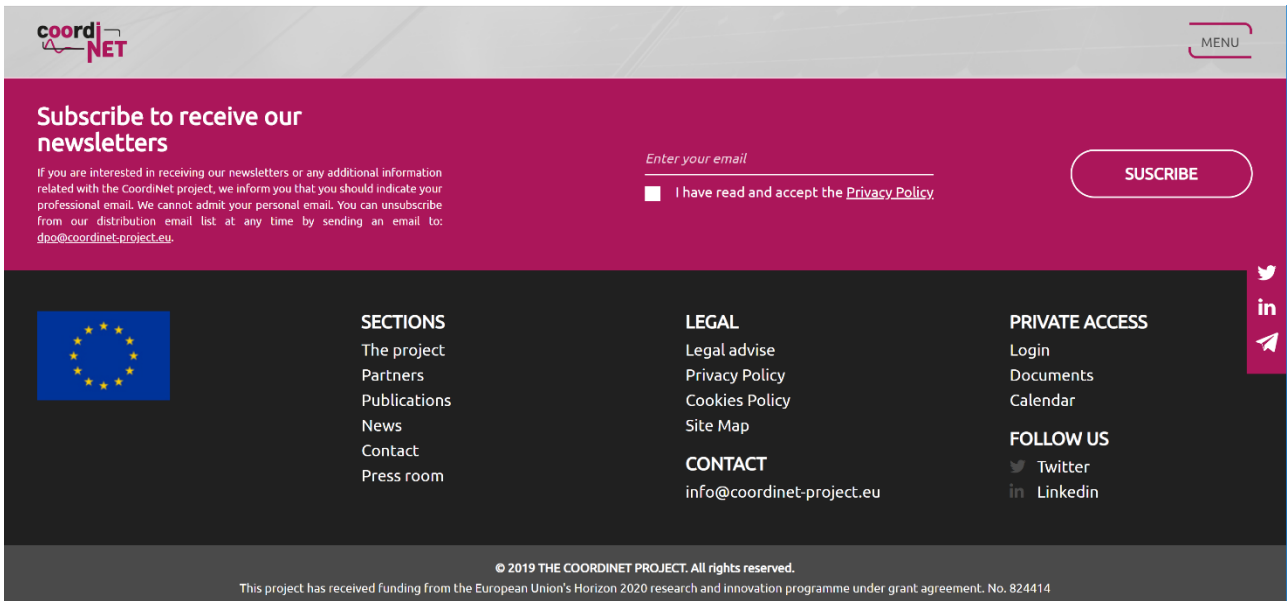 coordi
NET
MENU
Subscribe to receive our
newsletters
If you are interested in receiving our newsletters or any additional information
related with the CoordiNet project, we inform you that you should indicate your
professional email. We cannot admit your personal email. You can unsubscribe
from our distribution email list at any time by sending an email to:
dpo@coordinet-project.eu.
Enter your email
I have read and accept the Privacy Policy
SUSCRIBE
SECTIONS
The project
Partners
Publications
News
Contact
Press room
LEGAL
Legal advise
Privacy Policy
Cookies Policy
Site Map
CONTACT
info@coordinet-project.eu
PRIVATE ACCESS
Login
Documents
Calendar
FOLLOW US
Twitter
in Linkedin
in
© 2019 THE COORDINET PROJECT. All rights reserved.
This project has received funding from the European Union's Horizon 2020 research and innovation programme under grant agreement. No. 824414